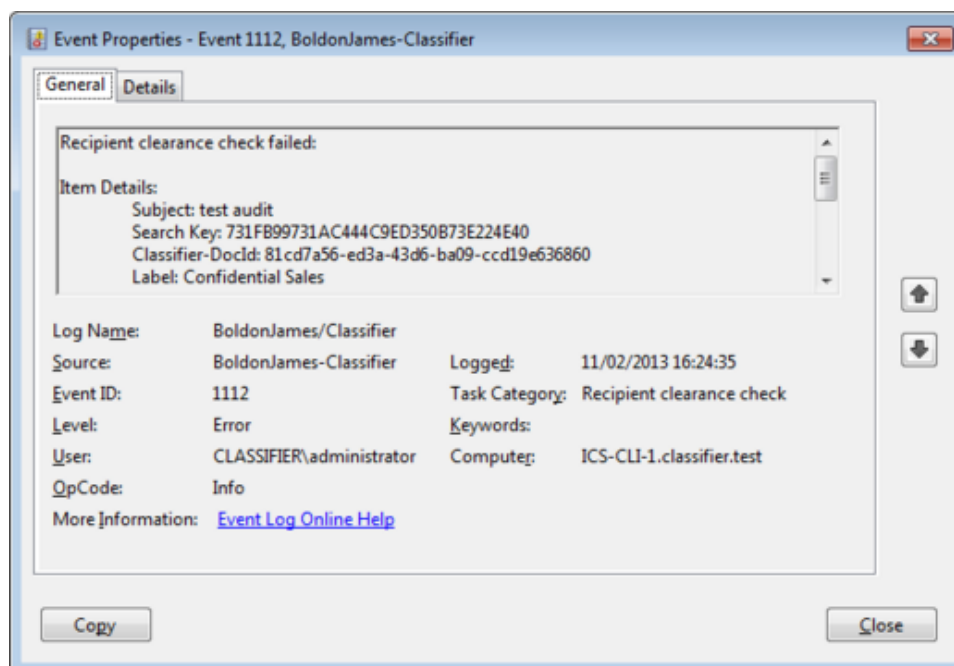 Event Properties - Event 1112, BoldonJames-Classifier
General Details
Recipient clearance check failed:
Item Details:
Subject: test audit
Search Key: 731FB99731AC444C9ED350B73E224E40
Classifier-DocId: 81cd7a56-ed3a-43d6-ba09-ccd19e636860
Label: Confidential Sales
Log Name: BoldonJames/Classifier
Source: BoldonJames-Classifier Logged: 11/02/2013 16:24:35
Event ID: 1112 Task Category: Recipient clearance check
Level: Error Keywords:
User: CLASSIFIER\administrator Computer: ICS-CLI-1.classifier.test
OpCode: Info
More Information: Event Log Online Help
Copy Close